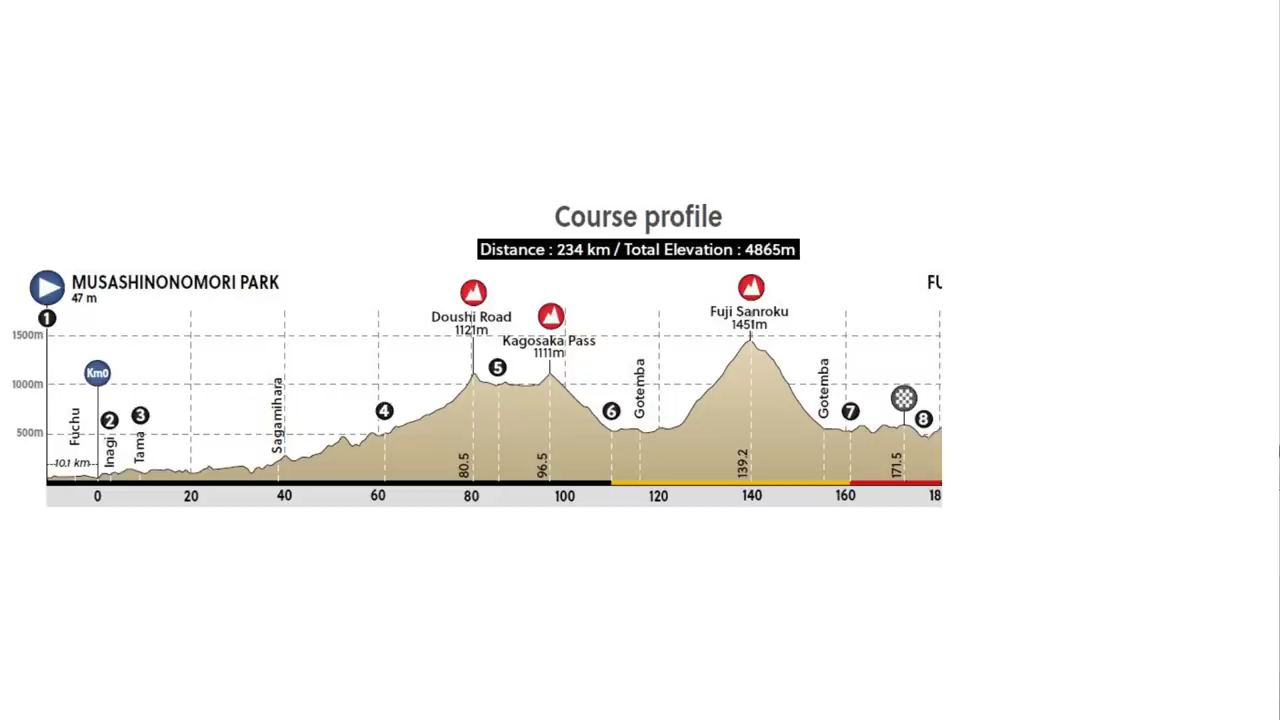 Course profile
Distance : 234 km / Total Elevation : 4865m
MUSASHINONOMORI PARK
47 m
FU
1
Doushi Road
1121m
Fuji Sanroku
1451m
Kagosaka Pass
1111m
1500m
1000m
500m
Km0
5
2
3
4
6
7
8
Fuchu
Inagi
Tama
Sagamihara
Gotemba
Gotemba
10.1 km
80.5
96.5
139.2
171.5
0
20
40
60
80
100
120
140
160
18